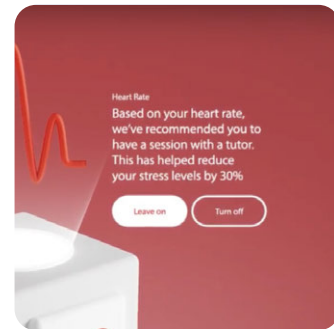 Heart Rate
Based on your heart rate,
we've recommended you to
have a session with a tutor.
This has helped reduce
your stress levels by 30%
Leave on
Turn off